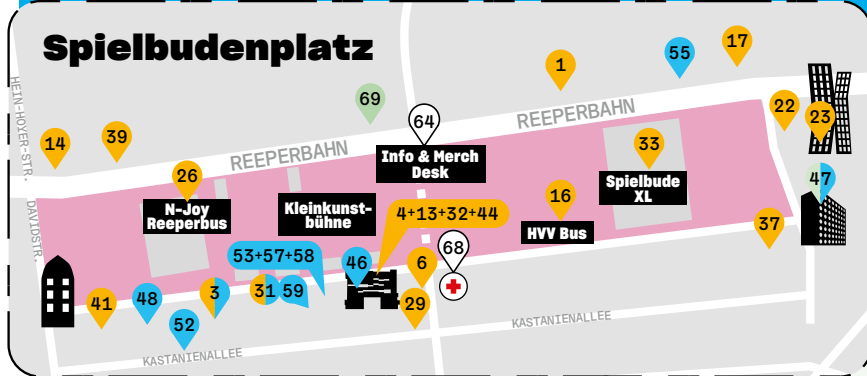 Spielbudenplatz
17
55
1
HEIN-HOYER-STR.
69
REEPERBAHN
22
23
64
14
39
33
REEPERBAHN
Info & Merch
Desk
26
47
Spielbude
XL
16
N-Joy
Reeperbus
Kleinkunst-
bühne
4+13+32+44
DAVIDSTR.
HVV Bus
37
53+57+58
46
6
68
41
48
3
31
59
29
52
KASTANIENALLEE
KASTANIENALLEE